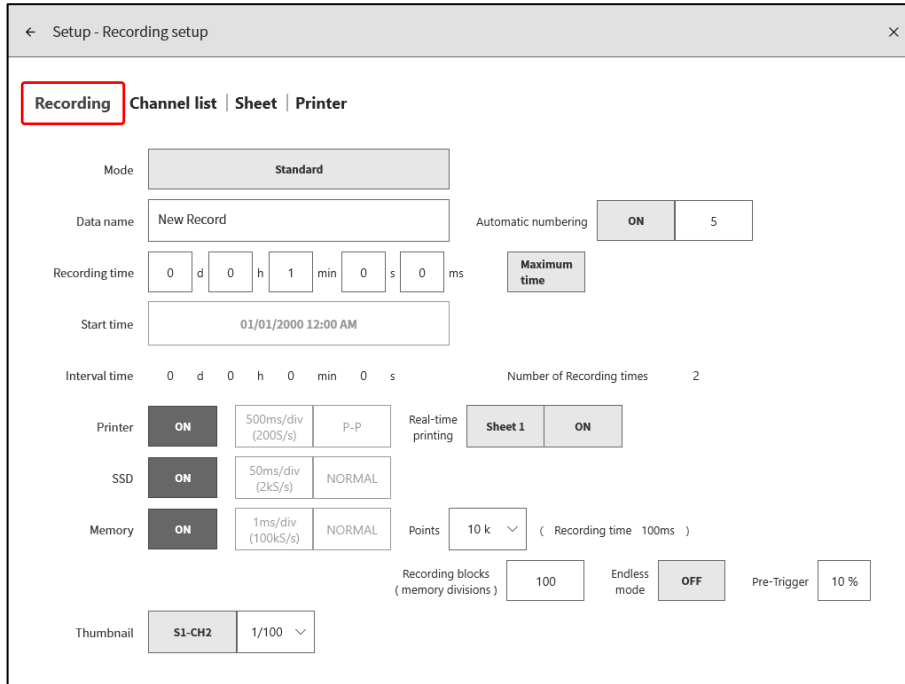 ← Setup - Recording setup ×
Recording Channel list | Sheet | Printer
Mode Standard
Data name New Record Automatic numbering ON 5
Recording time 0 d 0 h 1 min 0 s 0 ms Maximum time
Start time 01/01/2000 12:00 AM
Interval time 0 d 0 h 0 min 0 s Number of Recording times 2
Printer ON 500ms/div (200S/s) P-P Real-time printing Sheet 1 ON
SSD ON 50ms/div (2kS/s) NORMAL
Memory ON 1ms/div (100kS/s) NORMAL Points 10 k ( Recording time 100ms )
Recording blocks ( memory divisions ) 100 Endless mode OFF Pre-Trigger 10 %
Thumbnail S1-CH2 1/100